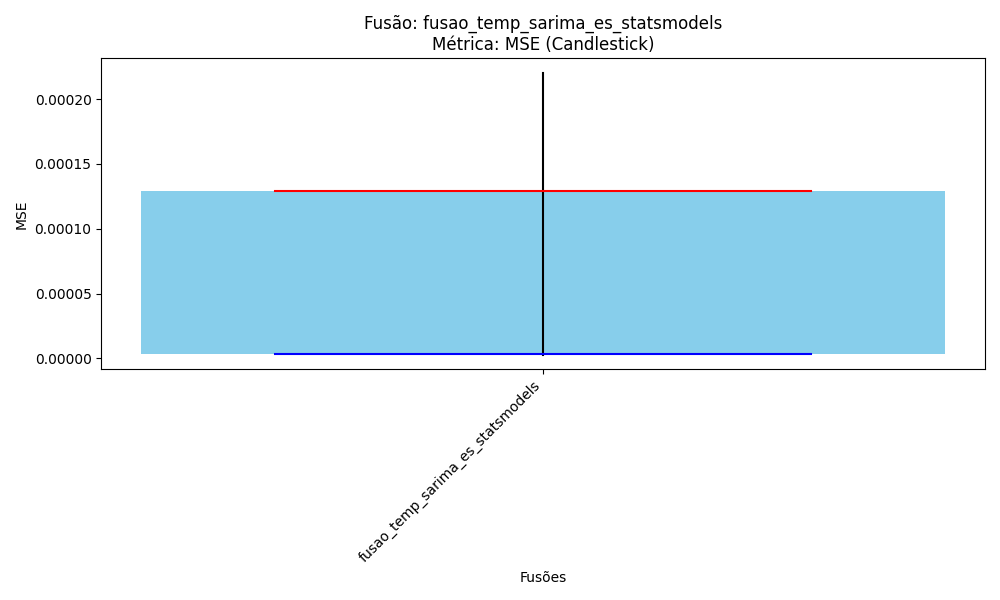 Fusão: fusao_temp_sarima_es_statsmodels
Métrica: MSE (Candlestick)
0.00020
0.00015
0.00010
0.00005
0.00000
MSE
fusao_temp_sarima_es_statsmodels
Fusões